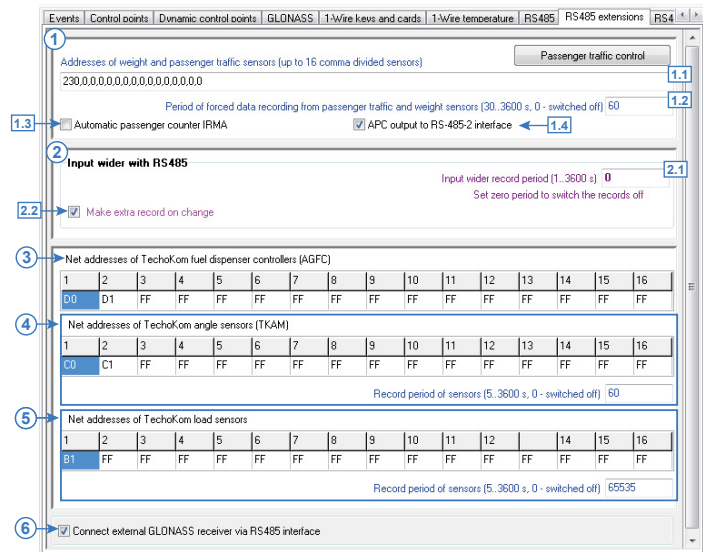 Events Control points Dynamic control points GLONASS 1-Wire keys and cards 1-Wire temperature RS485 RS485 extensions RS4
1
Addresses of weight and passenger traffic sensors (up to 16 comma divided sensors)
Passenger traffic control
230,0,0,0,0,0,0,0,0,0,0,0,0,0,0,0
1.1
Period of forced data recording from passenger traffic and weight sensors (30..3600 s, 0 - switched off) 60
1.2
1.3 Automatic passenger counter IRMA
APC output to RS-485-2 interface 1.4
2
Input wider with RS485
2.1
Input wider record period (1..3600 s) 0
Set zero period to switch the records off
2.2 Make extra record on change
3 Net addresses of TechoKom fuel dispenser controllers (AGFC)
1 2 3 4 5 6 7 8 9 10 11 12 13 14 15 16
D0 D1 FF FF FF FF FF FF FF FF FF FF FF FF FF FF
4 Net addresses of TechoKom angle sensors (TKAM)
1 2 3 4 5 6 7 8 9 10 11 12 13 14 15 16
C0 C1 FF FF FF FF FF FF FF FF FF FF FF FF FF FF
Record period of sensors (5..3600 s, 0 - switched off) 60
5 Net addresses of TechoKom load sensors
1 2 3 4 5 6 7 8 9 10 11 12 14 15 16
B1 FF FF FF FF FF FF FF FF FF FF FF FF FF FF FF
Record period of sensors (5..3600 s, 0 - switched off) 65535
6 Connect external GLONASS receiver via RS485 interface